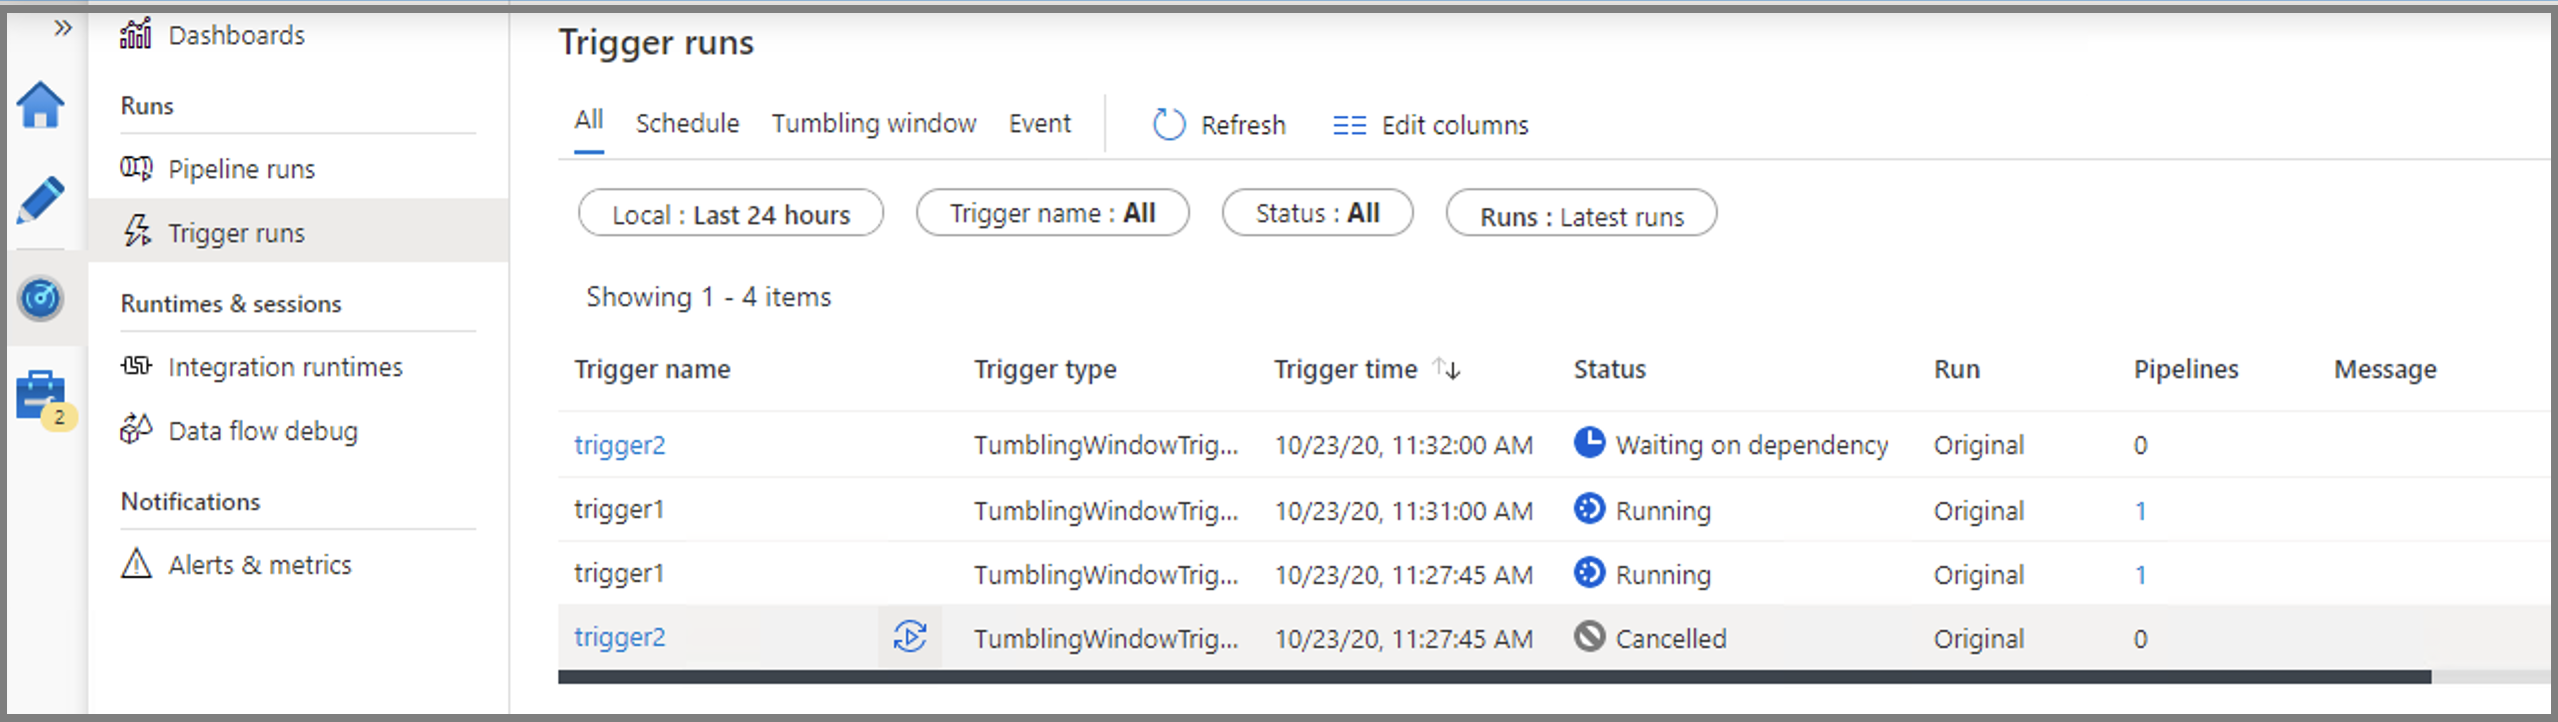 Dashboards
Runs
Pipeline runs
Trigger runs
Runtimes & sessions
Integration runtimes
Data flow debug
Notifications
Alerts & metrics
2
Trigger runs
All Schedule Tumbling window Event Refresh Edit columns
Local : Last 24 hours Trigger name : All Status : All Runs : Latest runs
Showing 1 - 4 items
Trigger name Trigger type Trigger time Status Run Pipelines Message
trigger2 TumblingWindowTrig... 10/23/20, 11:32:00 AM Waiting on dependency Original 0
trigger1 TumblingWindowTrig... 10/23/20, 11:31:00 AM Running Original 1
trigger1 TumblingWindowTrig... 10/23/20, 11:27:45 AM Running Original 1
trigger2 TumblingWindowTrig... 10/23/20, 11:27:45 AM Cancelled Original 0